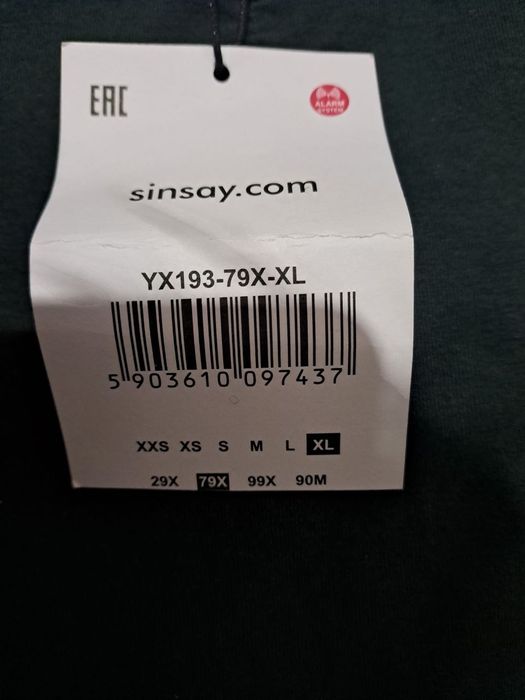 EAC
ALARM
SYSTEM
sinsay.com
YX193-79X-XL
5 903610 097437
XXS XS S M L XL
29X 79X 99X 90M